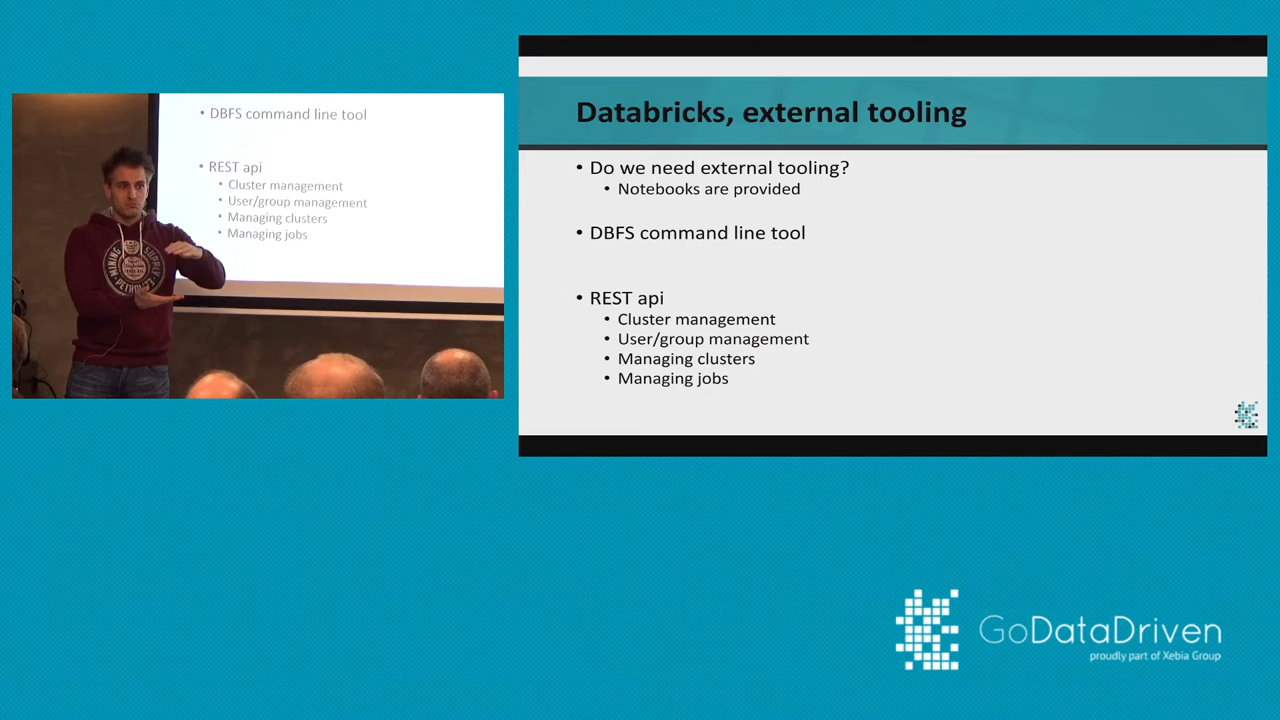 • DBFS command line tool
• REST api
• Cluster management
• User/group management
• Managing clusters
• Managing jobs
MINING
SUPPLY
Databricks, external tooling
• Do we need external tooling?
• Notebooks are provided
• DBFS command line tool
• REST api
• Cluster management
• User/group management
• Managing clusters
• Managing jobs
GoDataDriven
proudly part of Xebia Group